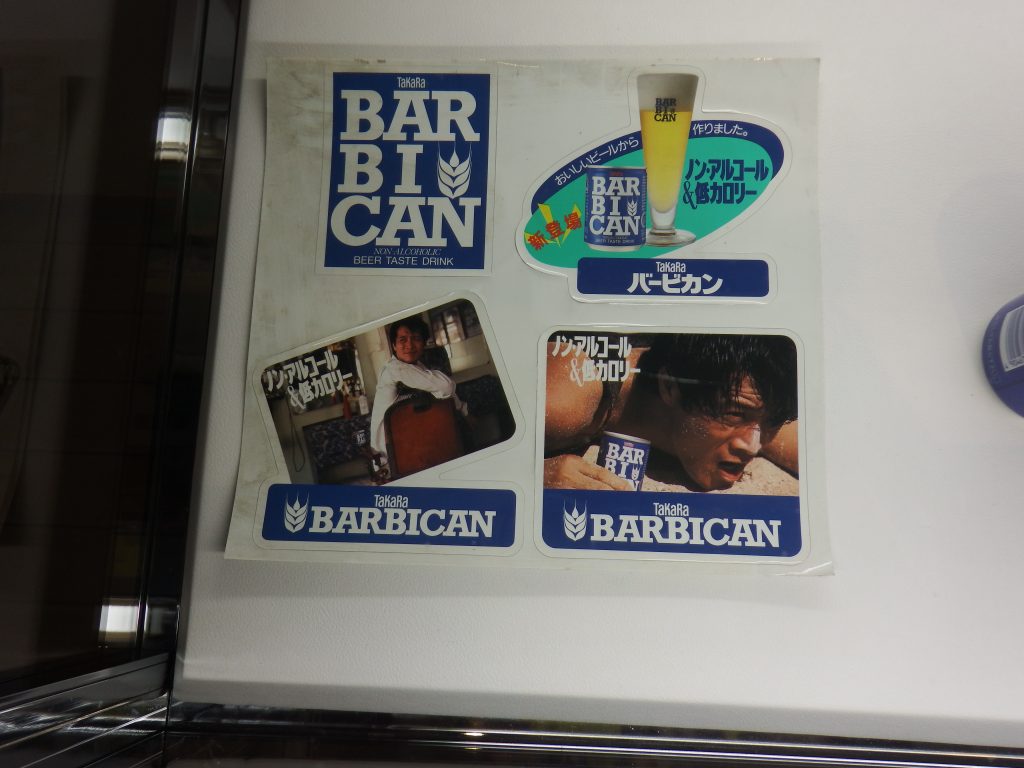 TaKaRa
BAR
BI
CAN
NON-ALCOHOLIC
BEER TASTE DRINK
BAR
BI
CAN
おいしいビールから作りました。
ノン・アルコール
&低カロリー
新登場
BAR
BI
CAN
BEER TASTE DRINK
TaKaRa
バービカン
ノン・アルコール
&低カロリー
TaKaRa
BARBICAN
ノン・アルコール
&低カロリー
BAR
BI
TaKaRa
BARBICAN